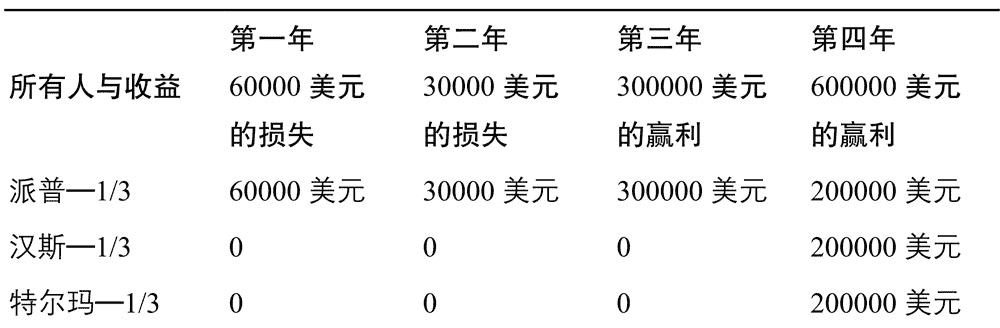 第一年 第二年 第三年 第四年
所有人与收益 60000 美元 30000 美元 300000 美元 600000 美元
的损失 的损失 的赢利 的赢利
派普—1/3 60000 美元 30000 美元 300000 美元 200000 美元
汉斯—1/3 0 0 0 200000 美元
特尔玛—1/3 0 0 0 200000 美元